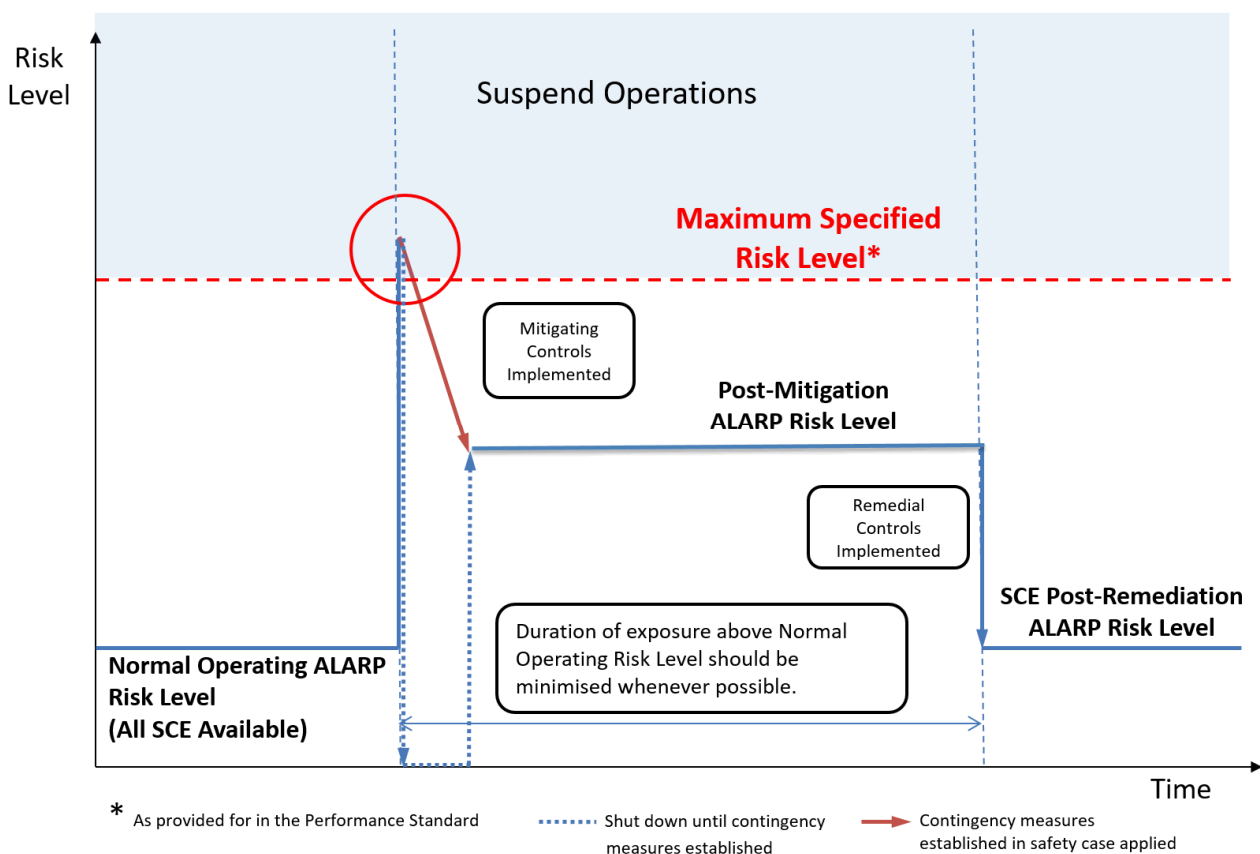 Risk
Level
Suspend Operations
Maximum Specified
Risk Level*
Mitigating
Controls
Implemented
Post-Mitigation
ALARP Risk Level
Remedial
Controls
Implemented
SCE Post-Remediation
ALARP Risk Level
Duration of exposure above Normal
Operating Risk Level should be
minimised whenever possible.
Normal Operating ALARP
Risk Level
(All SCE Available)
Time
* As provided for in the Performance Standard
Shut down until contingency
measures established
Contingency measures
established in safety case applied